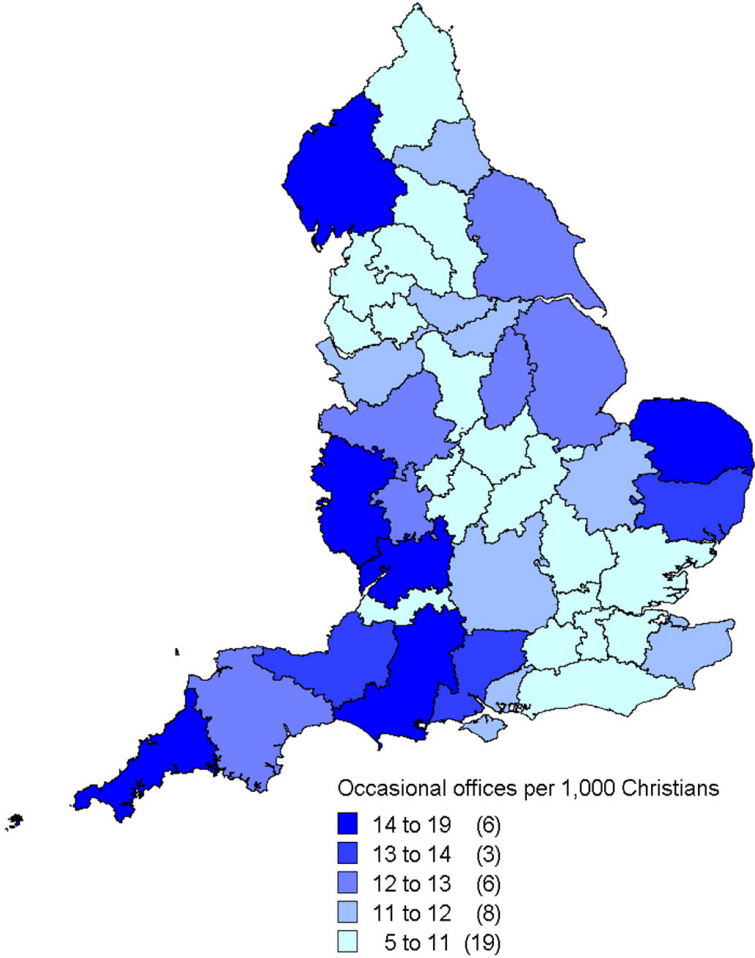 Occasional offices per 1,000 Christians
14 to 19 (6)
13 to 14 (3)
12 to 13 (6)
11 to 12 (8)
5 to 11 (19)